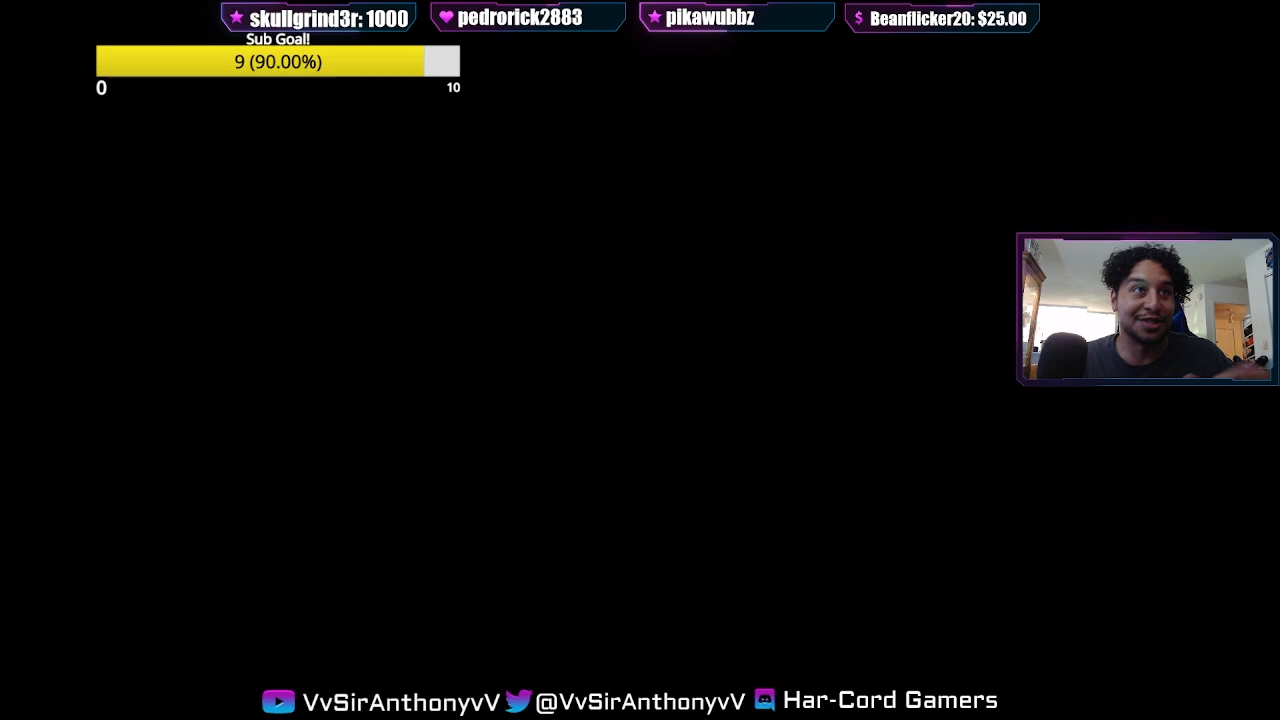 skullgrind3r: 1000
pedrorick2883
pikawubbz
$ Beanflicker20: $25.00
Sub Goal!
9 (90.00%)
0
10
VvSirAnthonyvV
@VvSirAnthonyvV
Har-Cord Gamers